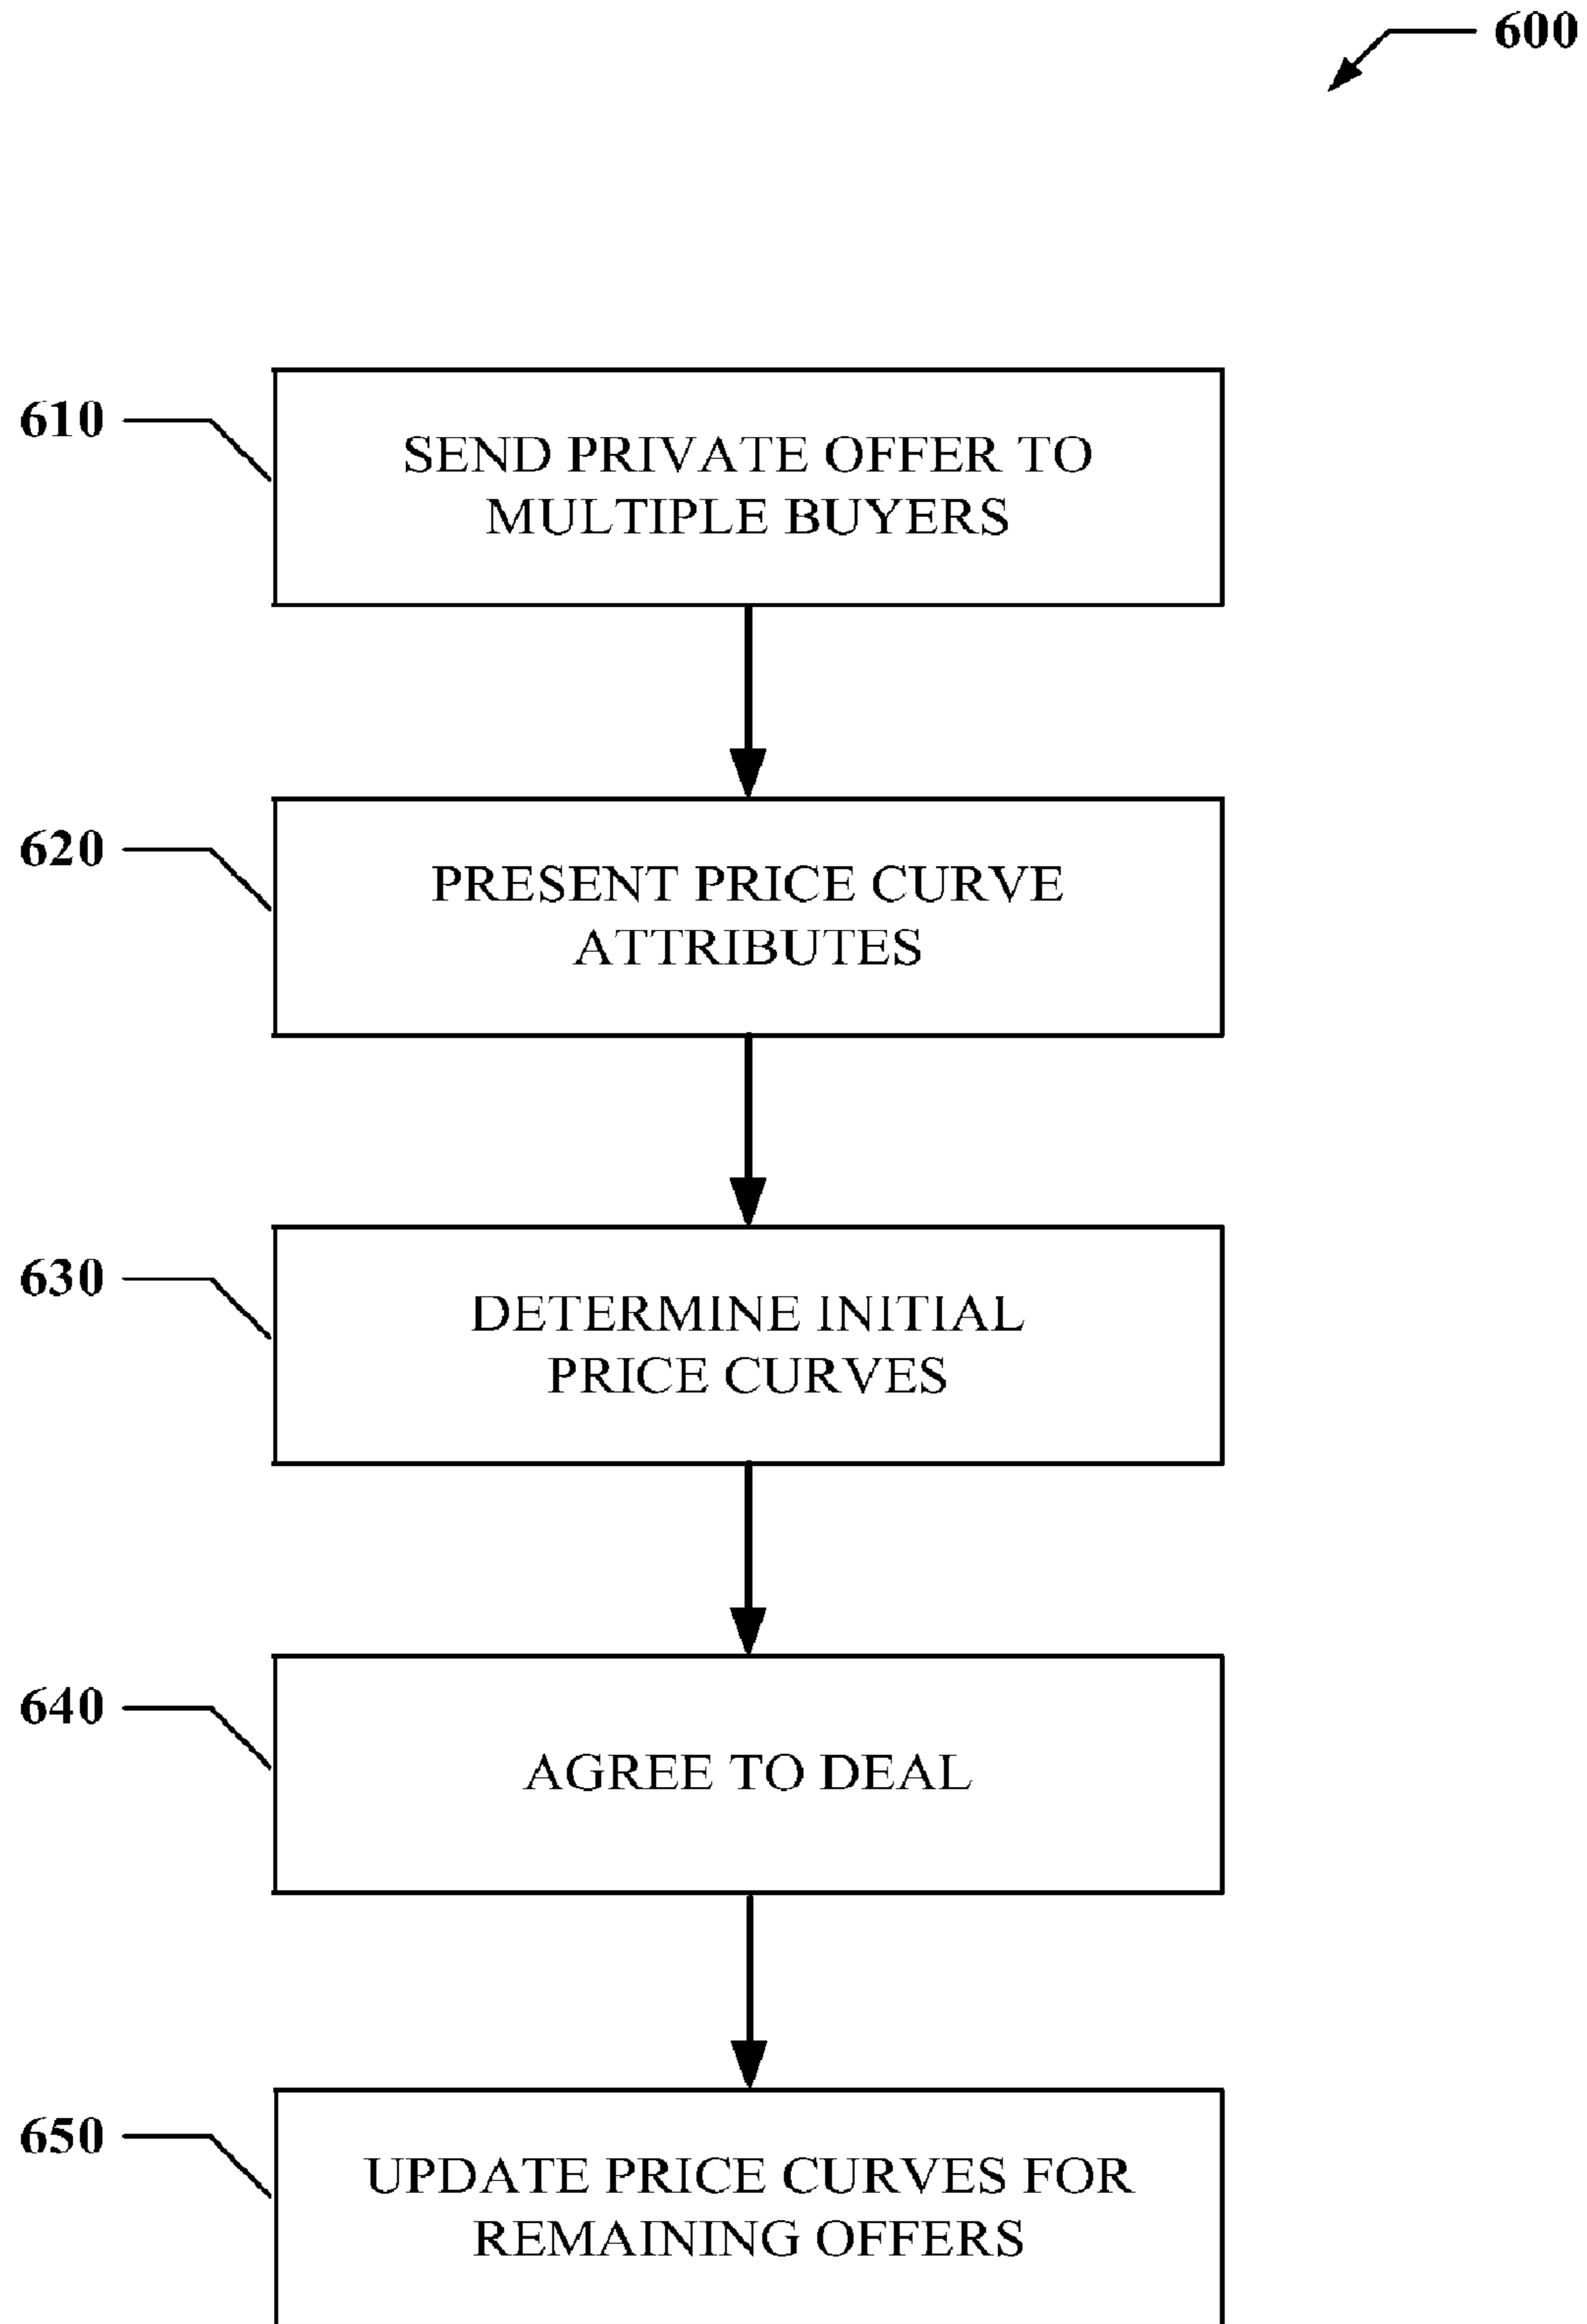 600
610
SEND PRIVATE OFFER TO
MULTIPLE BUYERS
620
PRESENT PRICE CURVE
ATTRIBUTES
630
DETERMINE INITIAL
PRICE CURVES
640
AGREE TO DEAL
650
UPDATE PRICE CURVES FOR
REMAINING OFFERS